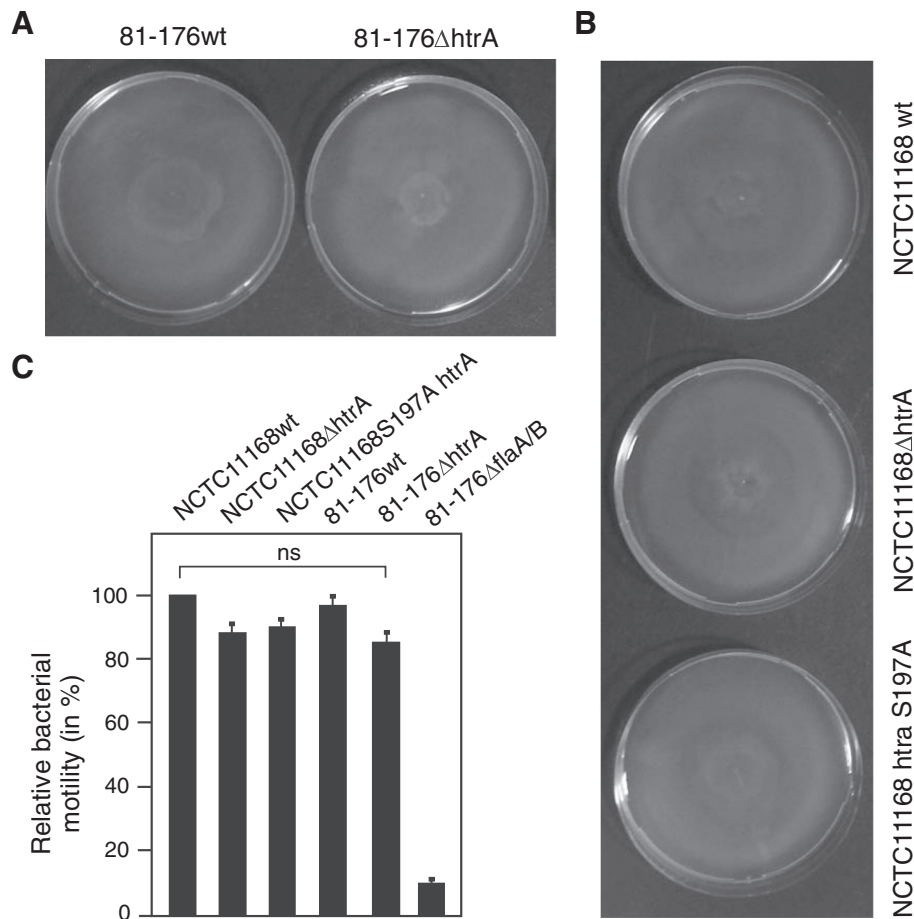 A
81-176wt
81-176ΔhtrA
B
NCTC11168 wt
NCTC11168ΔhtrA
NCTC11168 htra S197A
C
NCTC11168wt
NCTC11168ΔhtrA
NCTC11168S197A htrA
81-176wt
81-176ΔhtrA
81-176ΔflaA/B
ns
Relative bacterial
motility (in %)
100
80
60
40
20
0